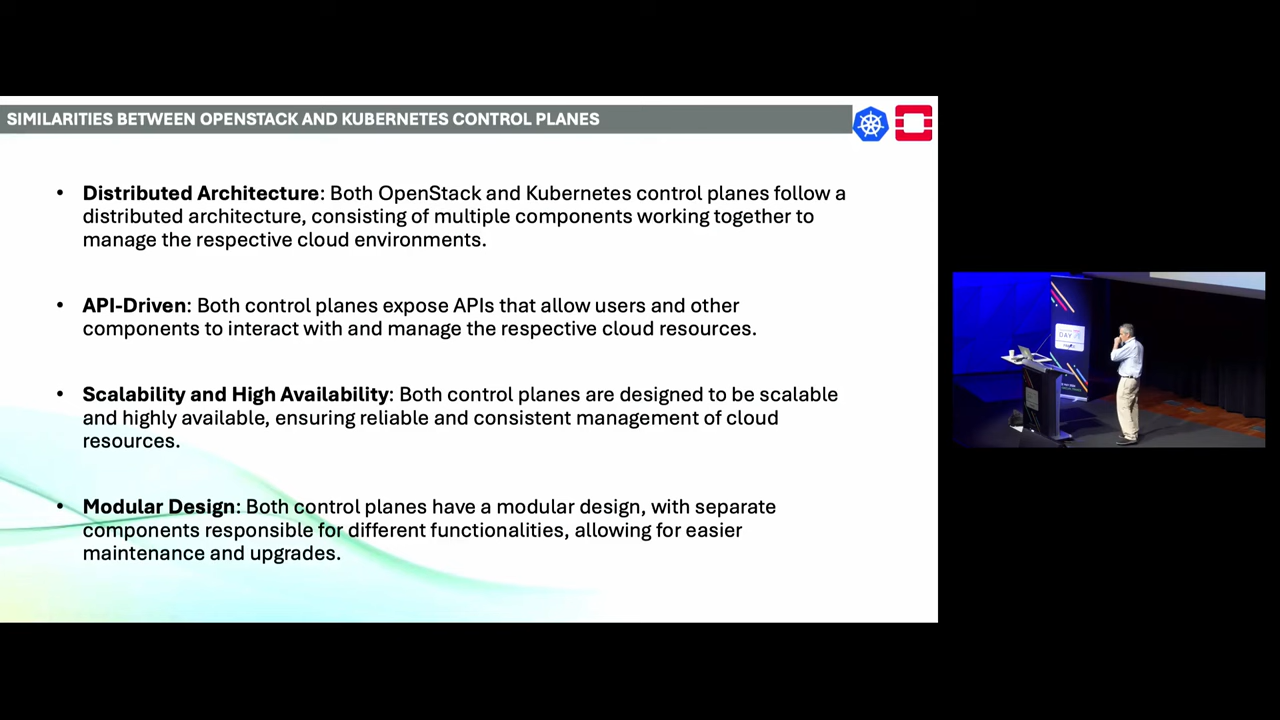 SIMILARITIES BETWEEN OPENSTACK AND KUBERNETES CONTROL PLANES
• Distributed Architecture: Both OpenStack and Kubernetes control planes follow a
distributed architecture, consisting of multiple components working together to
manage the respective cloud environments.
• API-Driven: Both control planes expose APIs that allow users and other
components to interact with and manage the respective cloud resources.
• Scalability and High Availability: Both control planes are designed to be scalable
and highly available, ensuring reliable and consistent management of cloud
resources.
• Modular Design: Both control planes have a modular design, with separate
components responsible for different functionalities, allowing for easier
maintenance and upgrades.
DAY